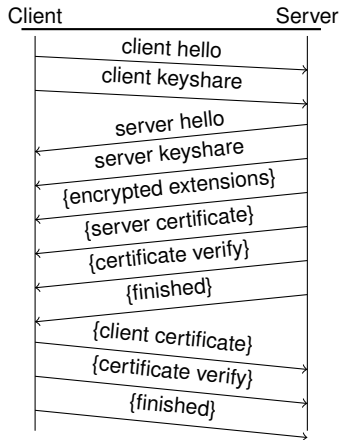 Client Server
client hello
client keyshare
server hello
server keyshare
{encrypted extensions}
{server certificate}
{certificate verify}
{finished}
{client certificate}
{certificate verify}
{finished}